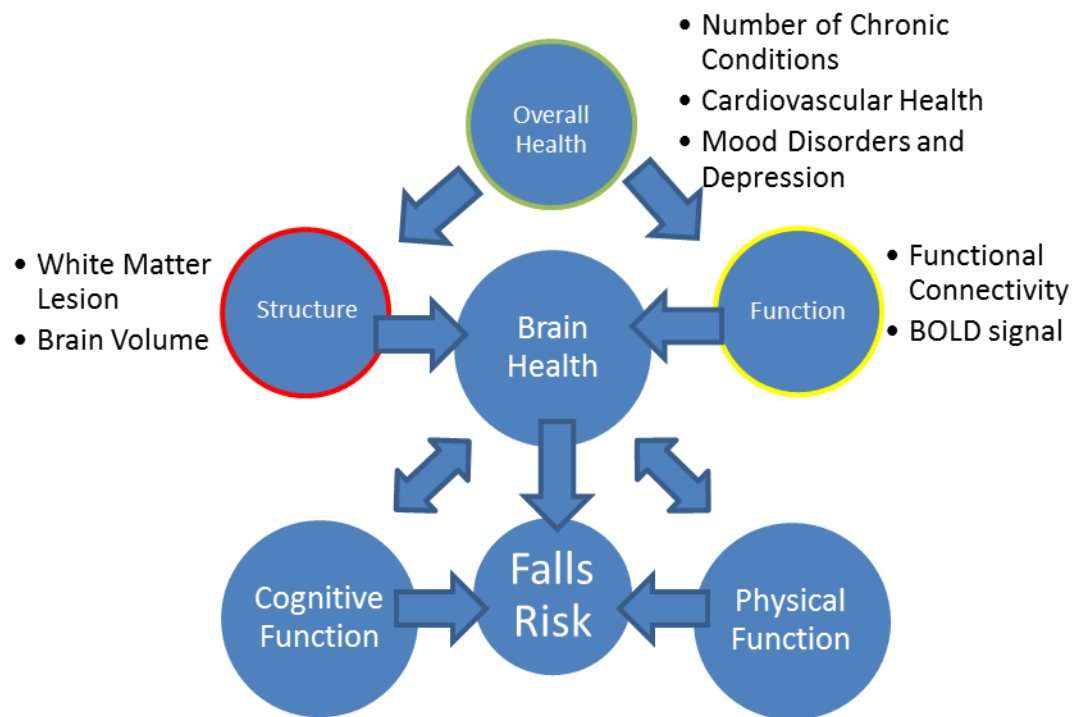 • Number of Chronic
Conditions
• Cardiovascular Health
• Mood Disorders and
Depression
Overall
Health
• White Matter
Lesion
• Brain Volume
Structure
Brain
Health
Function
• Functional
Connectivity
• BOLD signal
Cognitive
Function
Falls
Risk
Physical
Function